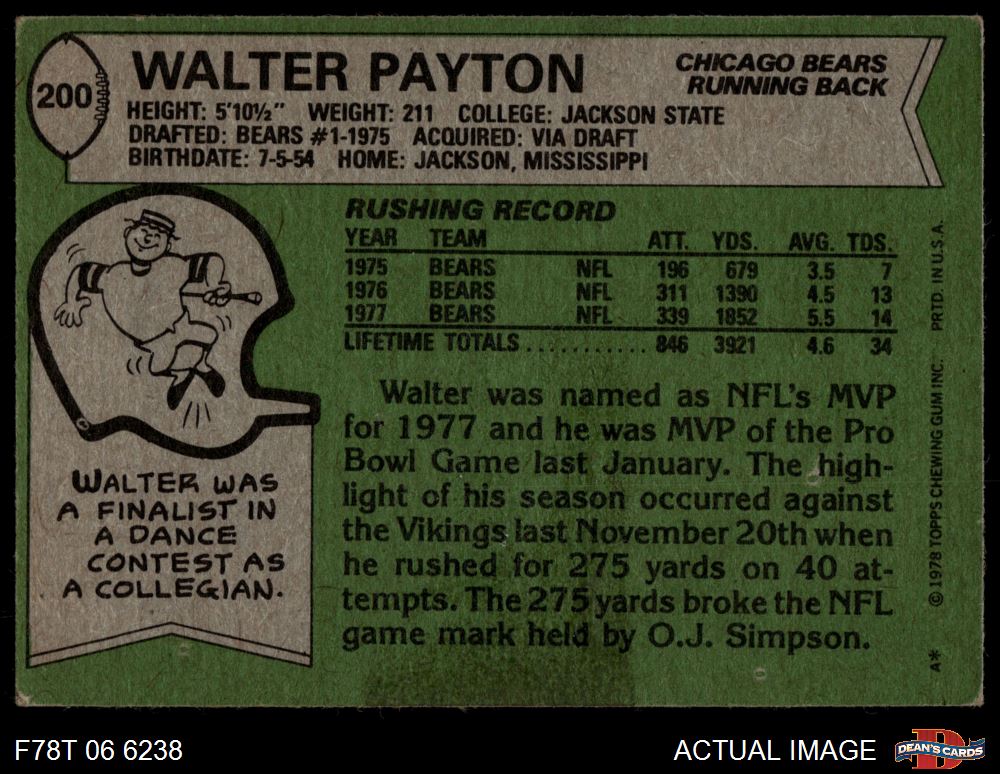 200
WALTER PAYTON
CHICAGO BEARS
RUNNING BACK
HEIGHT: 5'10½" WEIGHT: 211 COLLEGE: JACKSON STATE
DRAFTED: BEARS #1-1975 ACQUIRED: VIA DRAFT
BIRTHDATE: 7-5-54 HOME: JACKSON, MISSISSIPPI
RUSHING RECORD
YEAR TEAM ATT. YDS. AVG. TDS.
1975 BEARS NFL 196 679 3.5 7
1976 BEARS NFL 311 1390 4.5 13
1977 BEARS NFL 339 1852 5.5 14
LIFETIME TOTALS............ 846 3921 4.6 34
Walter was named as NFL's MVP
for 1977 and he was MVP of the Pro
Bowl Game last January. The high-
light of his season occurred against
the Vikings last November 20th when
he rushed for 275 yards on 40 at-
tempts. The 275 yards broke the NFL
game mark held by O.J. Simpson.
WALTER WAS
A FINALIST IN
A DANCE
CONTEST AS
A COLLEGIAN.
A* © 1978 TOPPS CHEWING GUM INC. PRTD. IN U.S.A.
F78T 06 6238
ACTUAL IMAGE
D
DEAN'S CARDS